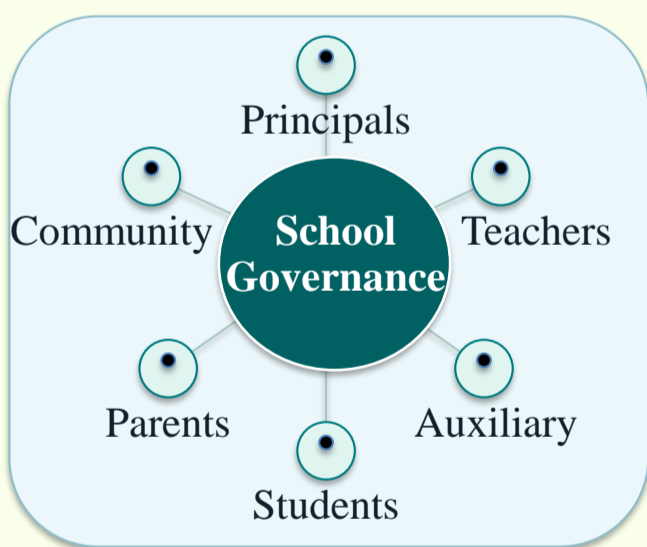 Principals
Community
School
Governance
Teachers
Parents
Auxiliary
Students